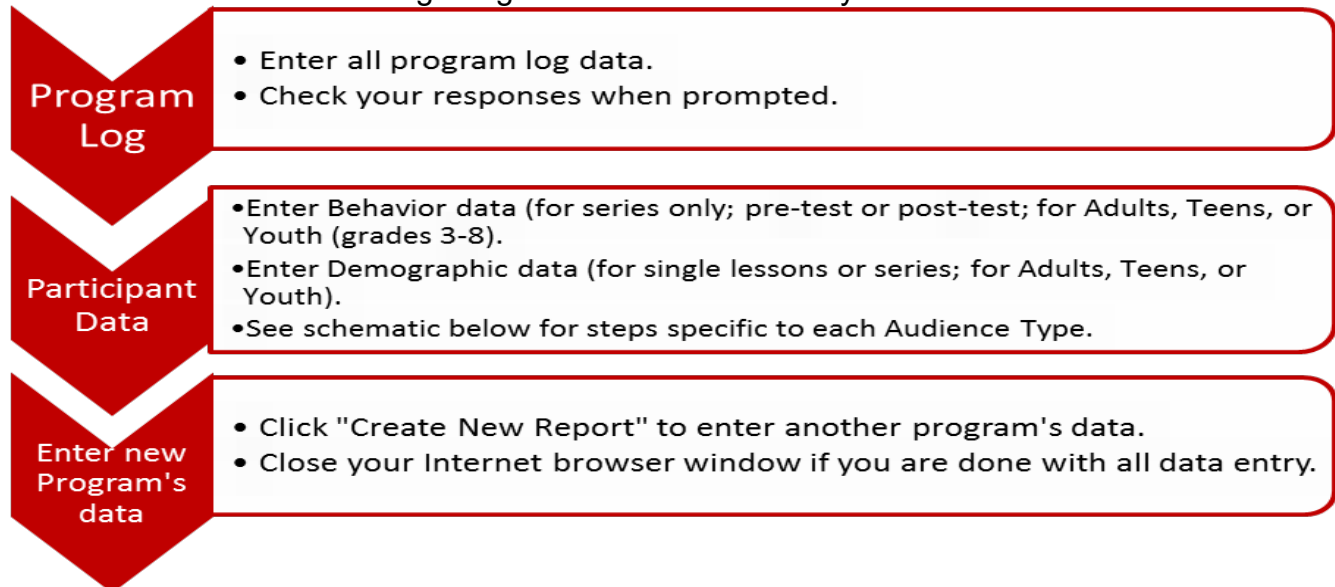 Program
Log
• Enter all program log data.
• Check your responses when prompted.
Participant
Data
•Enter Behavior data (for series only; pre-test or post-test; for Adults, Teens, or
Youth (grades 3-8).
•Enter Demographic data (for single lessons or series; for Adults, Teens, or
Youth).
•See schematic below for steps specific to each Audience Type.
Enter new
Program's
data
• Click "Create New Report" to enter another program's data.
• Close your Internet browser window if you are done with all data entry.